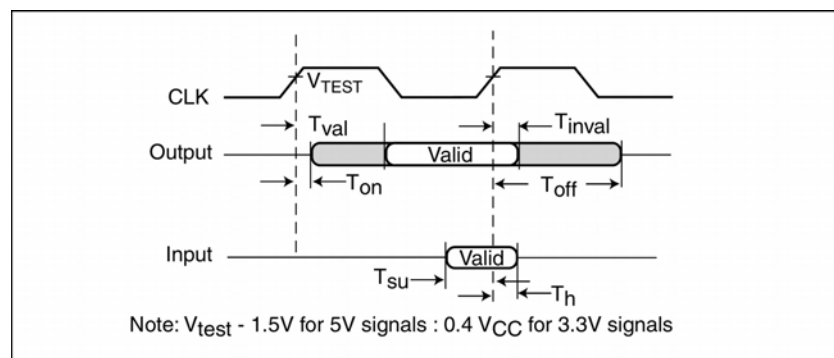 VTEST
CLK
Tval
Tinval
Output
Valid
Ton
Toff
Input
Valid
Tsu
Th
Note: Vtest - 1.5V for 5V signals : 0.4 VCC for 3.3V signals